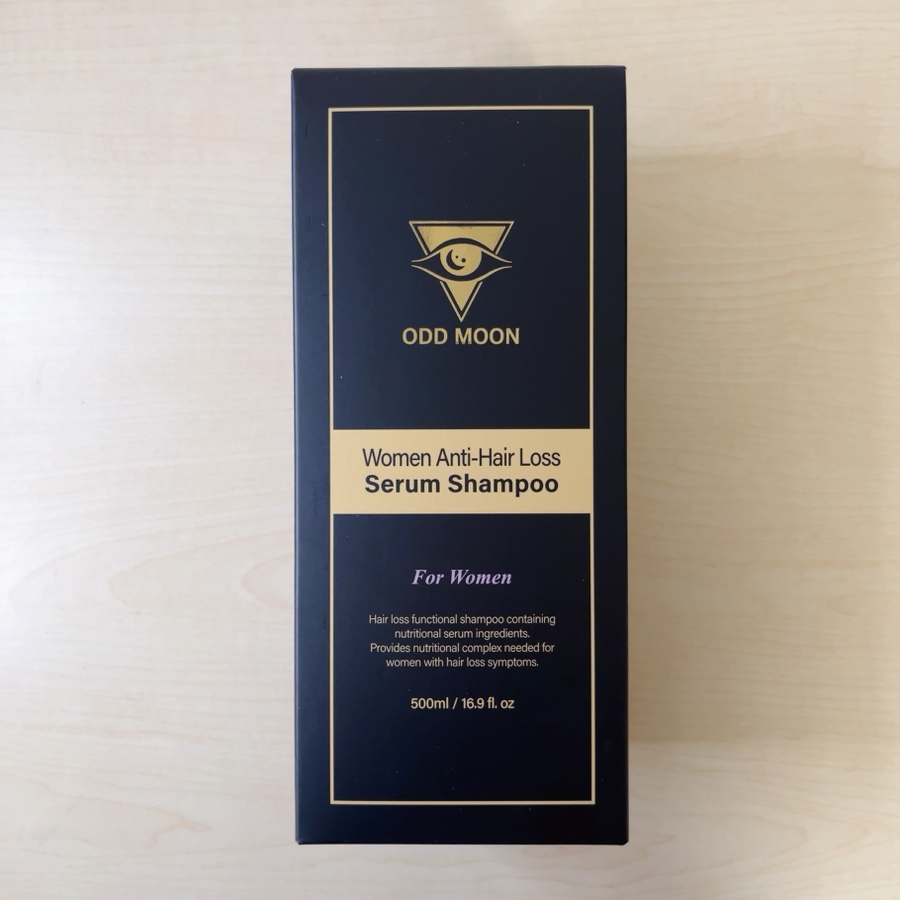 ODD MOON
Women Anti-Hair Loss
Serum Shampoo
For Women
Hair loss functional shampoo containing
nutritional serum ingredients.
Provides nutritional complex needed for
women with hair loss symptoms.
500ml / 16.9 fl. oz